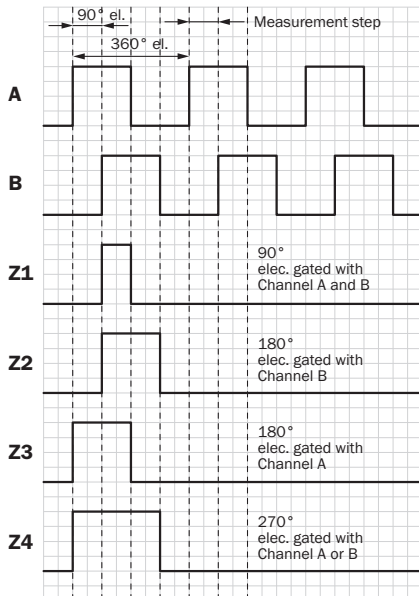 90° el.
Measurement step
360° el.
A
B
Z1
90°
elec. gated with
Channel A and B
Z2
180°
elec. gated with
Channel B
Z3
180°
elec. gated with
Channel A
Z4
270°
elec. gated with
Channel A or B